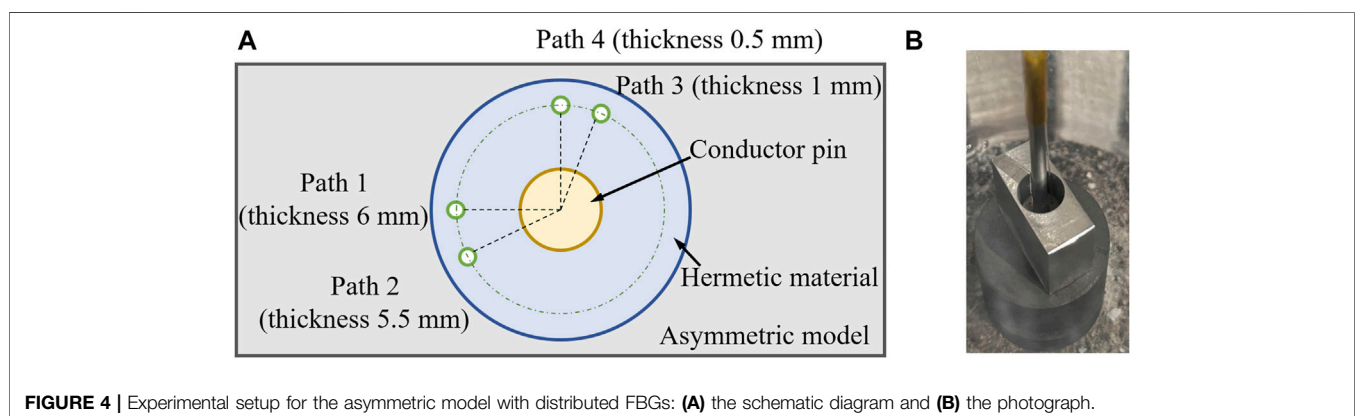 A
Path 4 (thickness 0.5 mm)
B
Path 3 (thickness 1 mm)
Conductor pin
Path 1
(thickness 6 mm)
Hermetic material
Path 2
(thickness 5.5 mm)
Asymmetric model
FIGURE 4 | Experimental setup for the asymmetric model with distributed FBGs: (A) the schematic diagram and (B) the photograph.